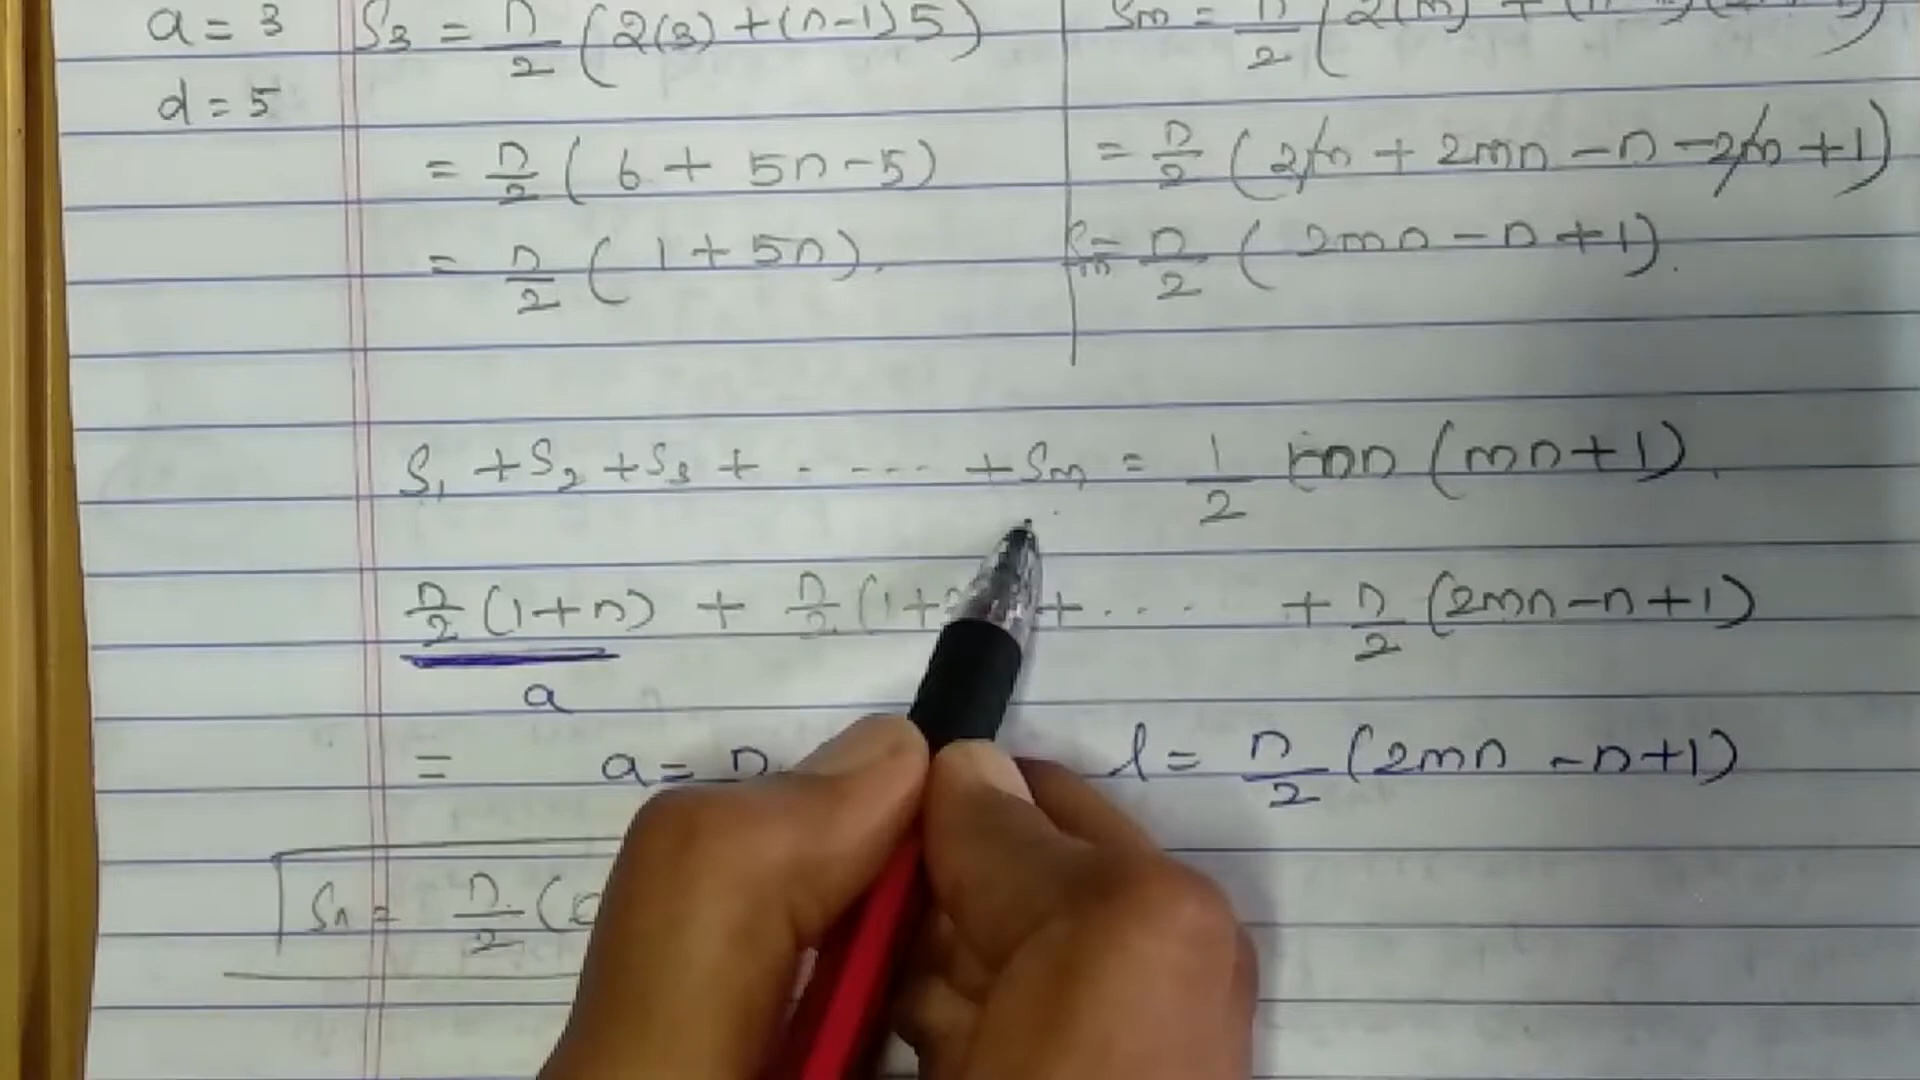 a = 3 S₃ = n/2 (2(3) + (n-1)5)
d = 5
= n/2 (6 + 5n - 5)
= n/2 (1 + 5n).
Sm = n/2 (2(m) +
= n/2 (2m + 2mn - n - 2m + 1)
Sm = n/2 (2mn - n + 1).
S₁ + S₂ + S₃ + . .... + Sm = 1/2 mn (mn + 1).
n/2 (1 + n) + n/2 (1 + + .... + n/2 (2mn - n + 1)
a
= a = n l = n/2 (2mn - n + 1)
Sn = n/2 (